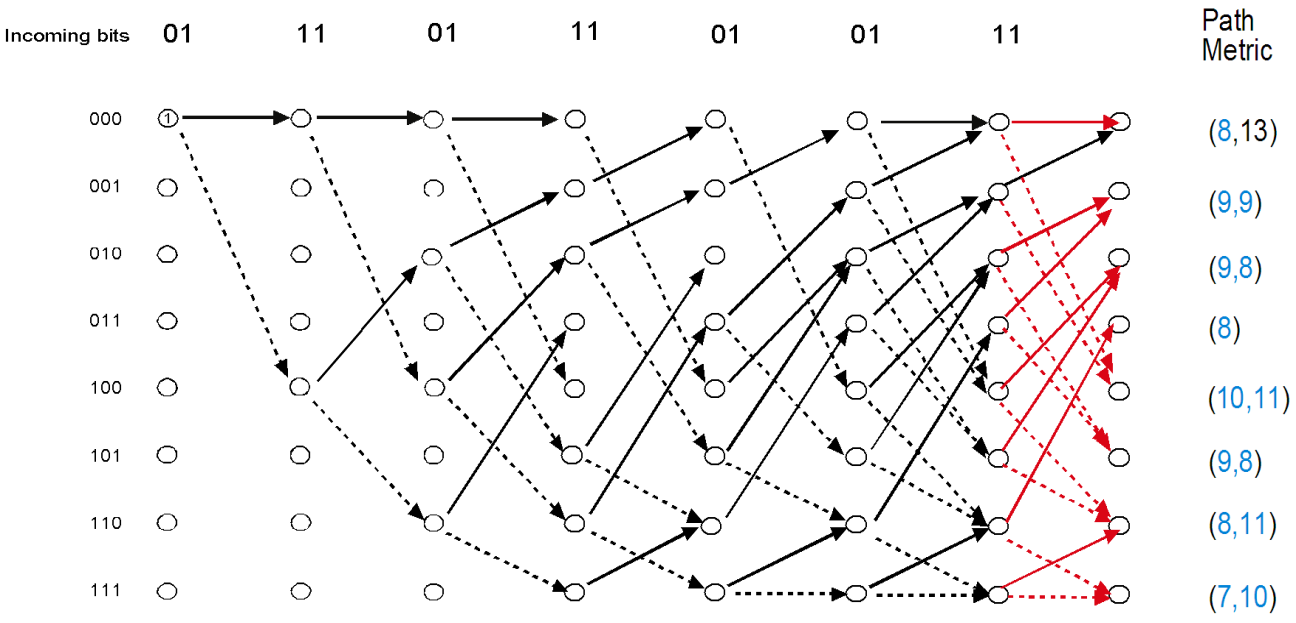 Path
Metric
Incoming bits 01 11 01 11 01 01 11
000 1 (8,13)
001 (9,9)
010 (9,8)
011 (8)
100 (10,11)
101 (9,8)
110 (8,11)
111 (7,10)